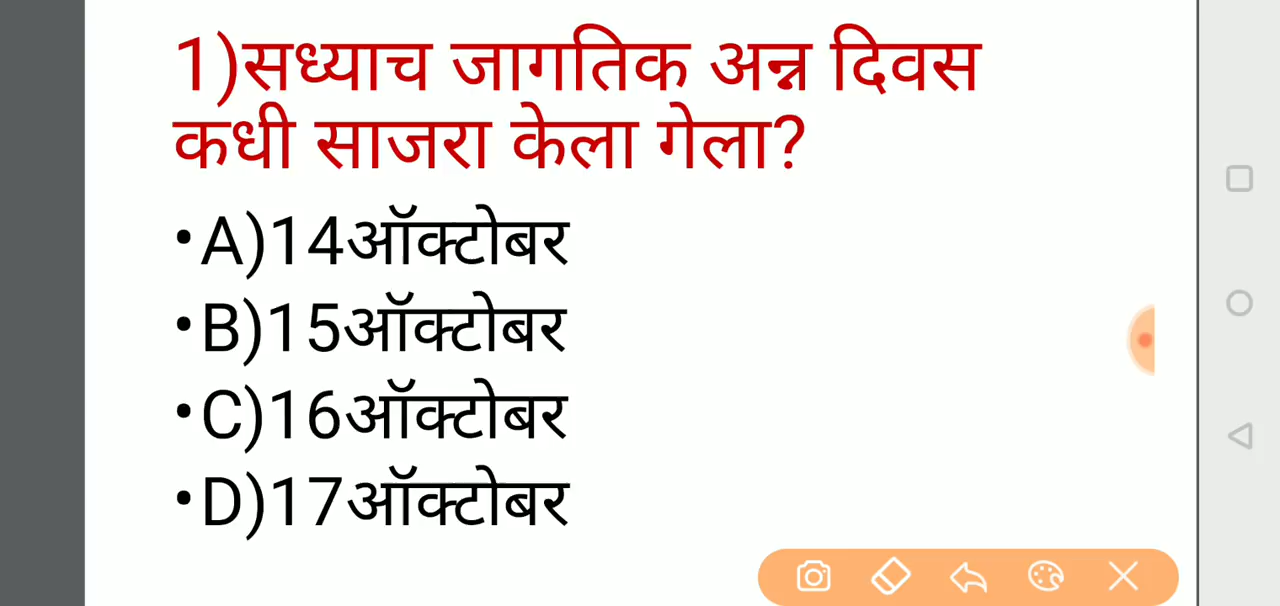 1)सध्याच जागतिक अन्न दिवस
कधी साजरा केला गेला?
•A)14ऑक्टोबर
•B)15ऑक्टोबर
•C)16ऑक्टोबर
•D)17ऑक्टोबर